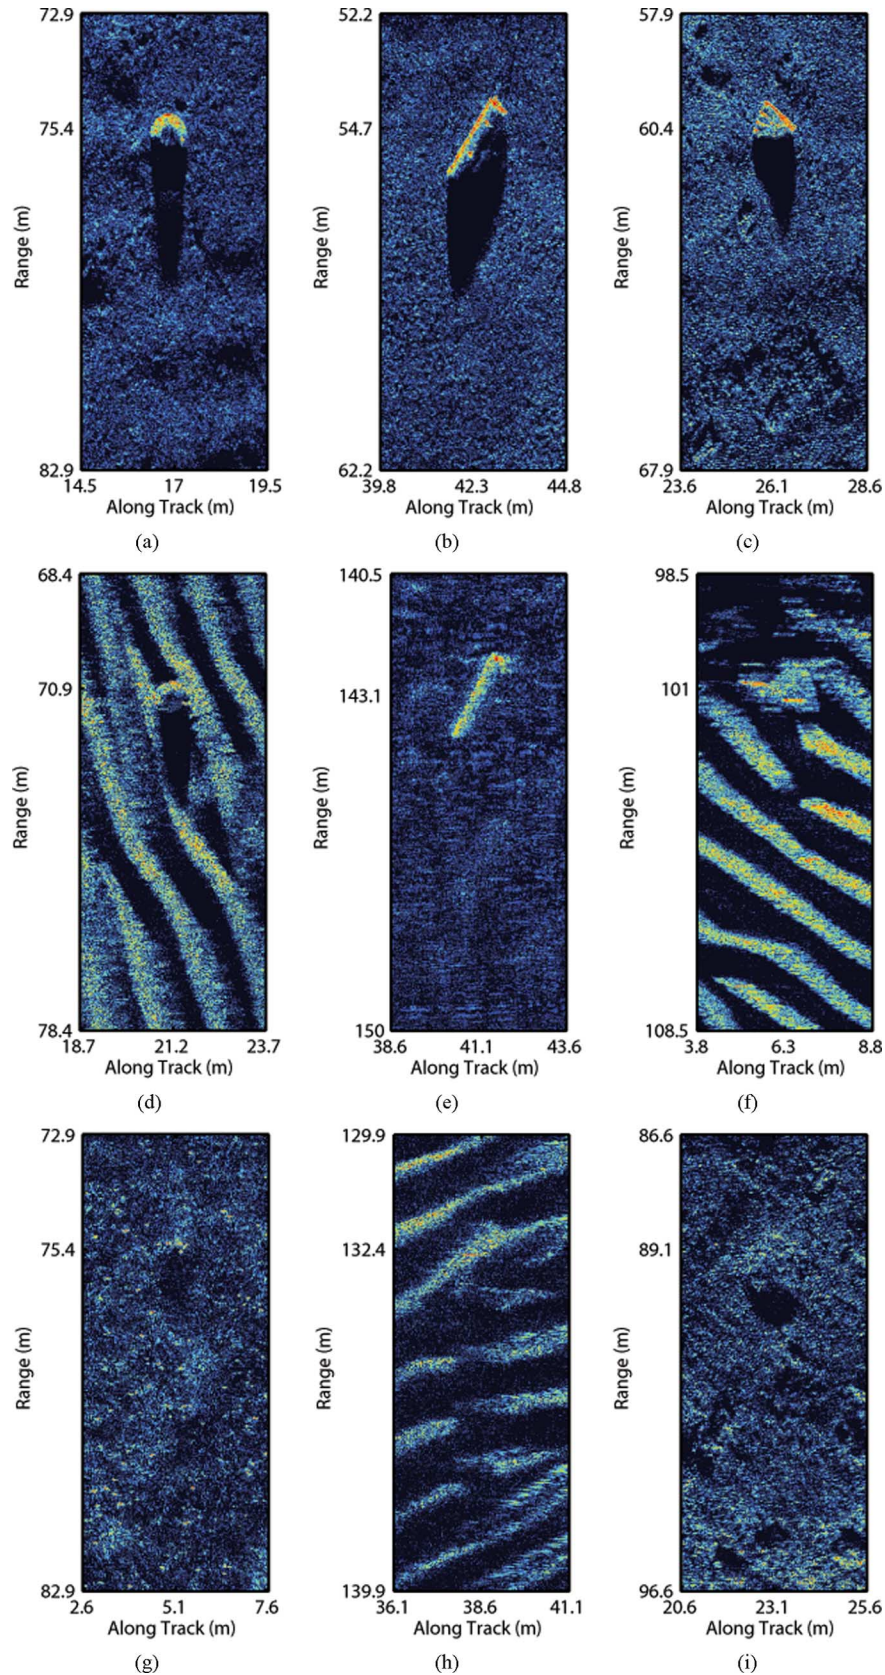 72.9
75.4
Range (m)
82.9
14.5 17 19.5
Along Track (m)
(a)
52.2
54.7
Range (m)
62.2
39.8 42.3 44.8
Along Track (m)
(b)
57.9
60.4
Range (m)
67.9
23.6 26.1 28.6
Along Track (m)
(c)
68.4
70.9
Range (m)
78.4
18.7 21.2 23.7
Along Track (m)
(d)
140.5
143.1
Range (m)
150
38.6 41.1 43.6
Along Track (m)
(e)
98.5
101
Range (m)
108.5
3.8 6.3 8.8
Along Track (m)
(f)
72.9
75.4
Range (m)
82.9
2.6 5.1 7.6
Along Track (m)
(g)
129.9
132.4
Range (m)
139.9
36.1 38.6 41.1
Along Track (m)
(h)
86.6
89.1
Range (m)
96.6
20.6 23.1 25.6
Along Track (m)
(i)